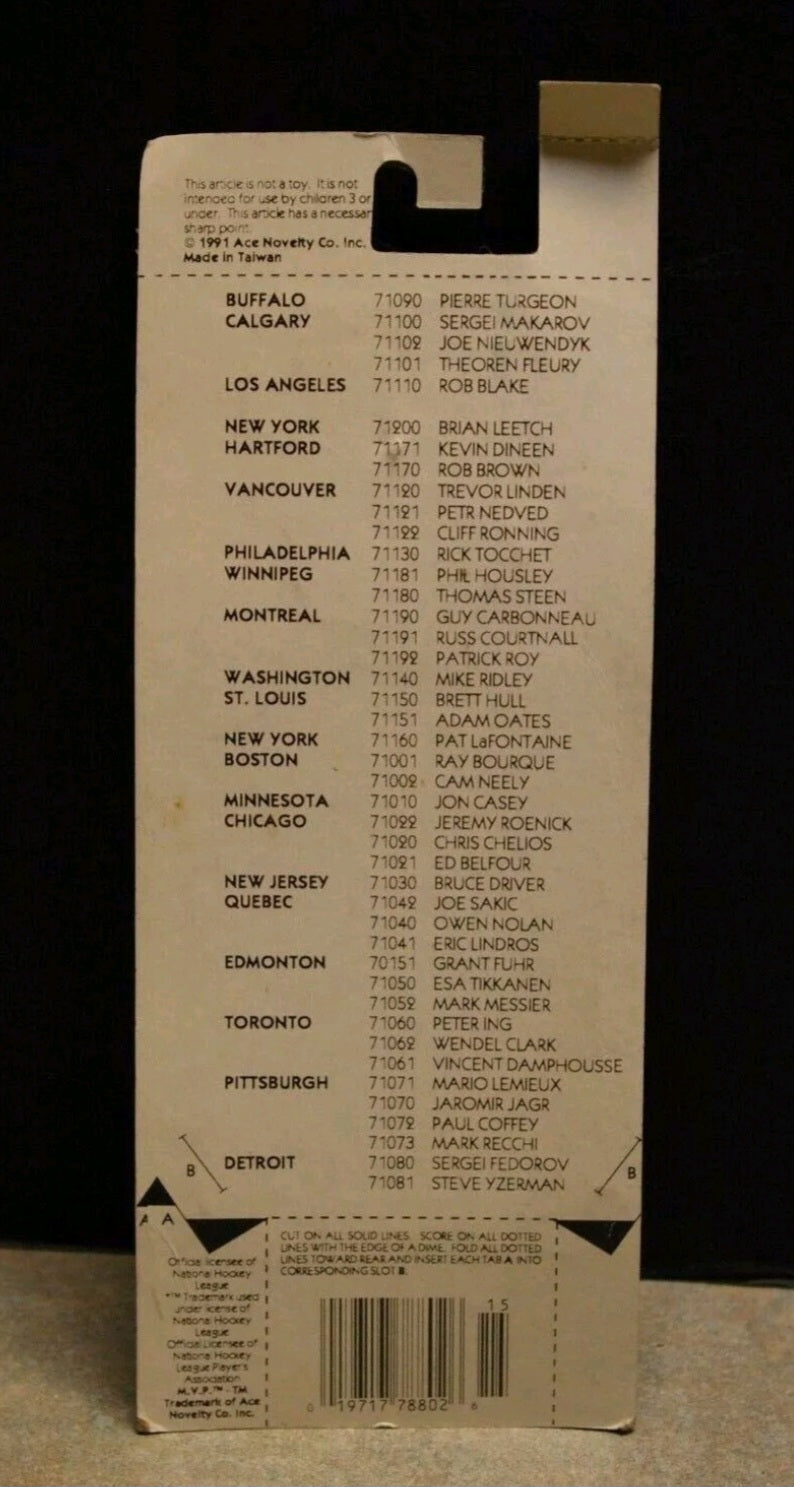 This article is not a toy. It is not
intended for use by children 3 or
under. This article has a necessar
sharp point.
© 1991 Ace Novelty Co. Inc.
Made in Taiwan
BUFFALO 71090 PIERRE TURGEON
CALGARY 71100 SERGEI MAKAROV
71102 JOE NIEUWENDYK
71101 THEOREN FLEURY
LOS ANGELES 71110 ROB BLAKE
NEW YORK 71200 BRIAN LEETCH
HARTFORD 71171 KEVIN DINEEN
71170 ROB BROWN
VANCOUVER 71120 TREVOR LINDEN
71121 PETR NEDVED
71122 CLIFF RONNING
PHILADELPHIA 71130 RICK TOCCHET
WINNIPEG 71181 PHIL HOUSLEY
71180 THOMAS STEEN
MONTREAL 71190 GUY CARBONNEAU
71191 RUSS COURTNALL
71192 PATRICK ROY
WASHINGTON 71140 MIKE RIDLEY
ST. LOUIS 71150 BRETT HULL
71151 ADAM OATES
NEW YORK 71160 PAT LaFONTAINE
BOSTON 71001 RAY BOURQUE
71002 CAM NEELY
MINNESOTA 71010 JON CASEY
CHICAGO 71022 JEREMY ROENICK
71020 CHRIS CHELIOS
71021 ED BELFOUR
NEW JERSEY 71030 BRUCE DRIVER
QUEBEC 71042 JOE SAKIC
71040 OWEN NOLAN
71041 ERIC LINDROS
EDMONTON 70151 GRANT FUHR
71050 ESA TIKKANEN
71052 MARK MESSIER
TORONTO 71060 PETER ING
71062 WENDEL CLARK
71061 VINCENT DAMPHOUSSE
PITTSBURGH 71071 MARIO LEMIEUX
71070 JAROMIR JAGR
71072 PAUL COFFEY
71073 MARK RECCHI
DETROIT 71080 SERGEI FEDOROV
71081 STEVE YZERMAN
B
B
A A
CUT ON ALL SOLID LINES. SCORE ON ALL DOTTED
LINES WITH THE EDGE OF A DIME. FOLD ALL DOTTED
LINES TOWARD REAR AND INSERT EACH TAB A INTO
CORRESPONDING SLOT B.
Official licensee of
National Hockey
League
*™ Trademark used
under license of
National Hockey
League
Official Licensee of
National Hockey
League Player's
Association
M.V.P.™ - TM
Trademark of Ace
Novelty Co. Inc.
15
0 19717 78802 6